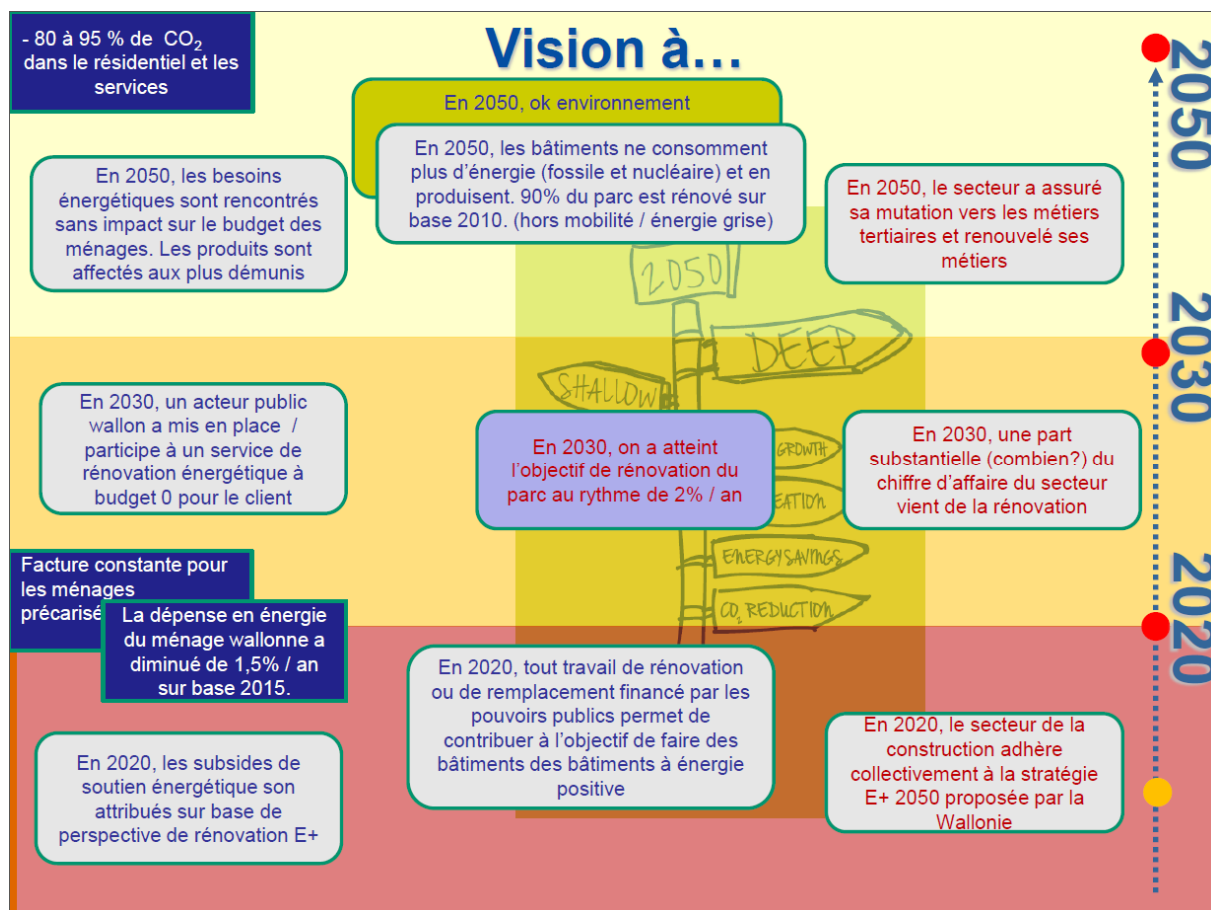 - 80 à 95 % de CO₂
dans le résidentiel et les
services
Vision à…
2050
En 2050, ok environnement
En 2050, les bâtiments ne consomment
plus d’énergie (fossile et nucléaire) et en
produisent. 90% du parc est rénové sur
base 2010. (hors mobilité / énergie grise)
En 2050, les besoins
énergétiques sont rencontrés
sans impact sur le budget des
ménages. Les produits sont
affectés aux plus démunis
En 2050, le secteur a assuré
sa mutation vers les métiers
tertiaires et renouvelé ses
métiers
2050
DEEP
SHALLOW
2030
En 2030, un acteur public
wallon a mis en place /
participe à un service de
rénovation énergétique à
budget 0 pour le client
En 2030, on a atteint
l’objectif de rénovation du
parc au rythme de 2% / an
GROWTH
EATION
ENERGY SAVINGS
CO₂ REDUCTION
En 2030, une part
substantielle (combien?) du
chiffre d’affaire du secteur
vient de la rénovation
2020
Facture constante pour
les ménages
précarisé
La dépense en énergie
du ménage wallonne a
diminué de 1,5% / an
sur base 2015.
En 2020, tout travail de rénovation
ou de remplacement financé par les
pouvoirs publics permet de
contribuer à l’objectif de faire des
bâtiments des bâtiments à énergie
positive
En 2020, les subsides de
soutien énergétique son
attribués sur base de
perspective de rénovation E+
En 2020, le secteur de la
construction adhère
collectivement à la stratégie
E+ 2050 proposée par la
Wallonie